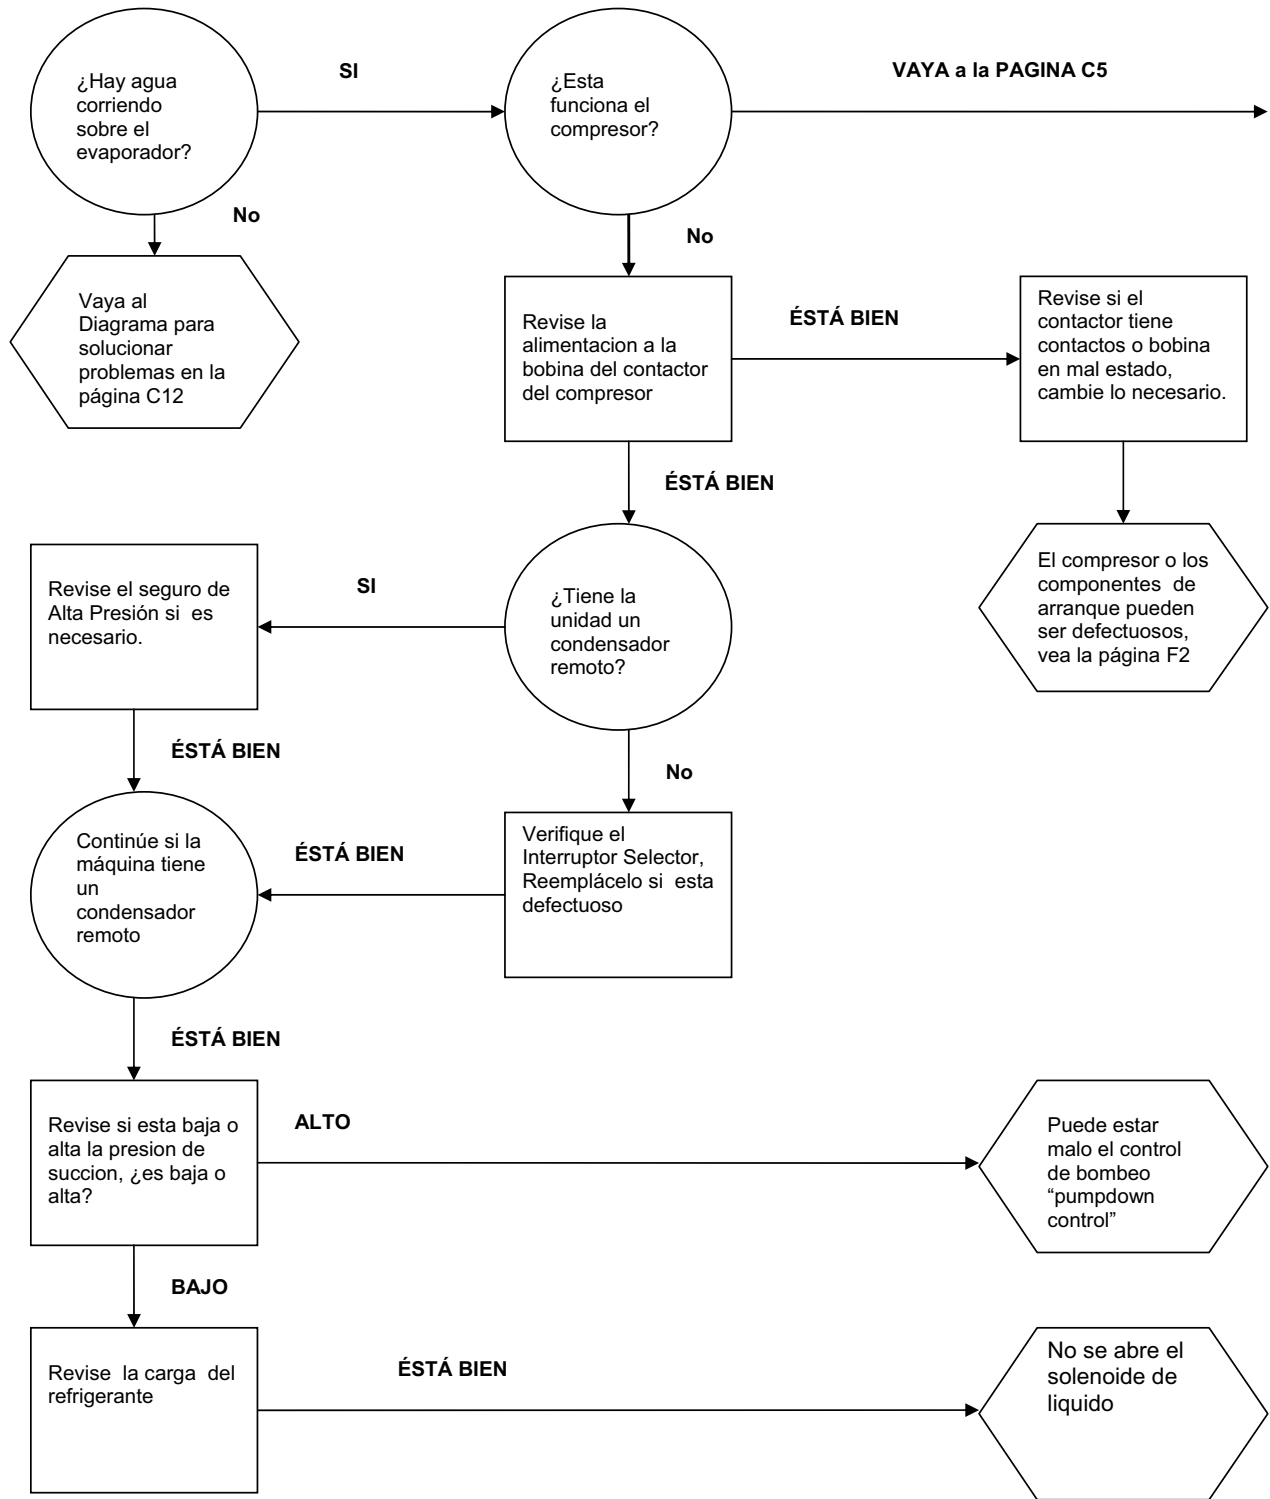 ¿Hay agua
corriendo
sobre el
evaporador?
SI
¿Esta
funciona el
compresor?
VAYA a la PAGINA C5
No
No
Vaya al
Diagrama para
solucionar
problemas en la
página C12
Revise la
alimentacion a la
bobina del contactor
del compresor
ÉSTÁ BIEN
Revise si el
contactor tiene
contactos o bobina
en mal estado,
cambie lo necesario.
ÉSTÁ BIEN
Revise el seguro de
Alta Presión si es
necesario.
SI
¿Tiene la
unidad un
condensador
remoto?
El compresor o los
componentes de
arranque pueden
ser defectuosos,
vea la página F2
ÉSTÁ BIEN
No
Continúe si la
máquina tiene
un
condensador
remoto
ÉSTÁ BIEN
Verifique el
Interruptor Selector,
Reemplácelo si esta
defectuoso
ÉSTÁ BIEN
Revise si esta baja o
alta la presion de
succion, ¿es baja o
alta?
ALTO
Puede estar
malo el control
de bombeo
“pumpdown
control”
BAJO
Revise la carga del
refrigerante
ÉSTÁ BIEN
No se abre el
solenoide de
liquido